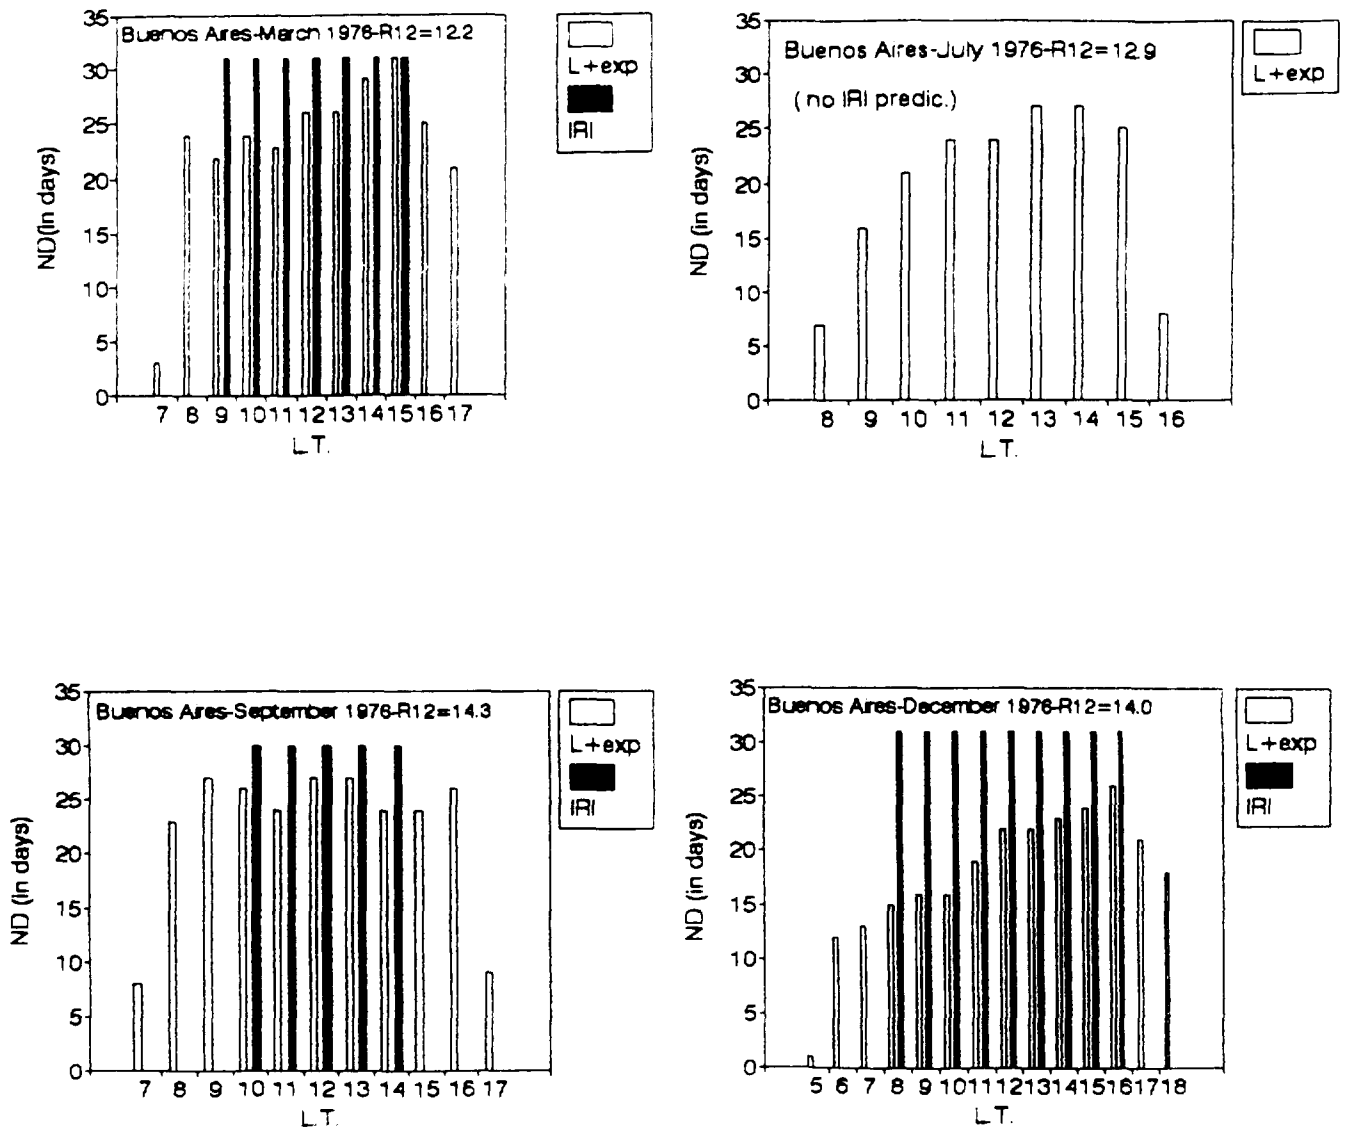 Buenos Aires-March 1976-R12=12.2
35
30
25
20
15
10
5
0
ND(in days)
7 8 9 10 11 12 13 14 15 16 17
L.T.
L+exp
IRI
Buenos Aires-July 1976-R12=12.9
(no IRI predic.)
35
30
25
20
15
10
5
0
ND (in days)
8 9 10 11 12 13 14 15 16
L.T.
L+exp
Buenos Aires-September 1976-R12=14.3
35
30
25
20
15
10
5
0
ND (in days)
7 8 9 10 11 12 13 14 15 16 17
L.T.
L+exp
IRI
Buenos Aires-December 1976-R12=14.0
35
30
25
20
15
10
5
0
ND (in days)
5 6 7 8 9 10 11 12 13 14 15 16 17 18
L.T.
L+exp
IRI